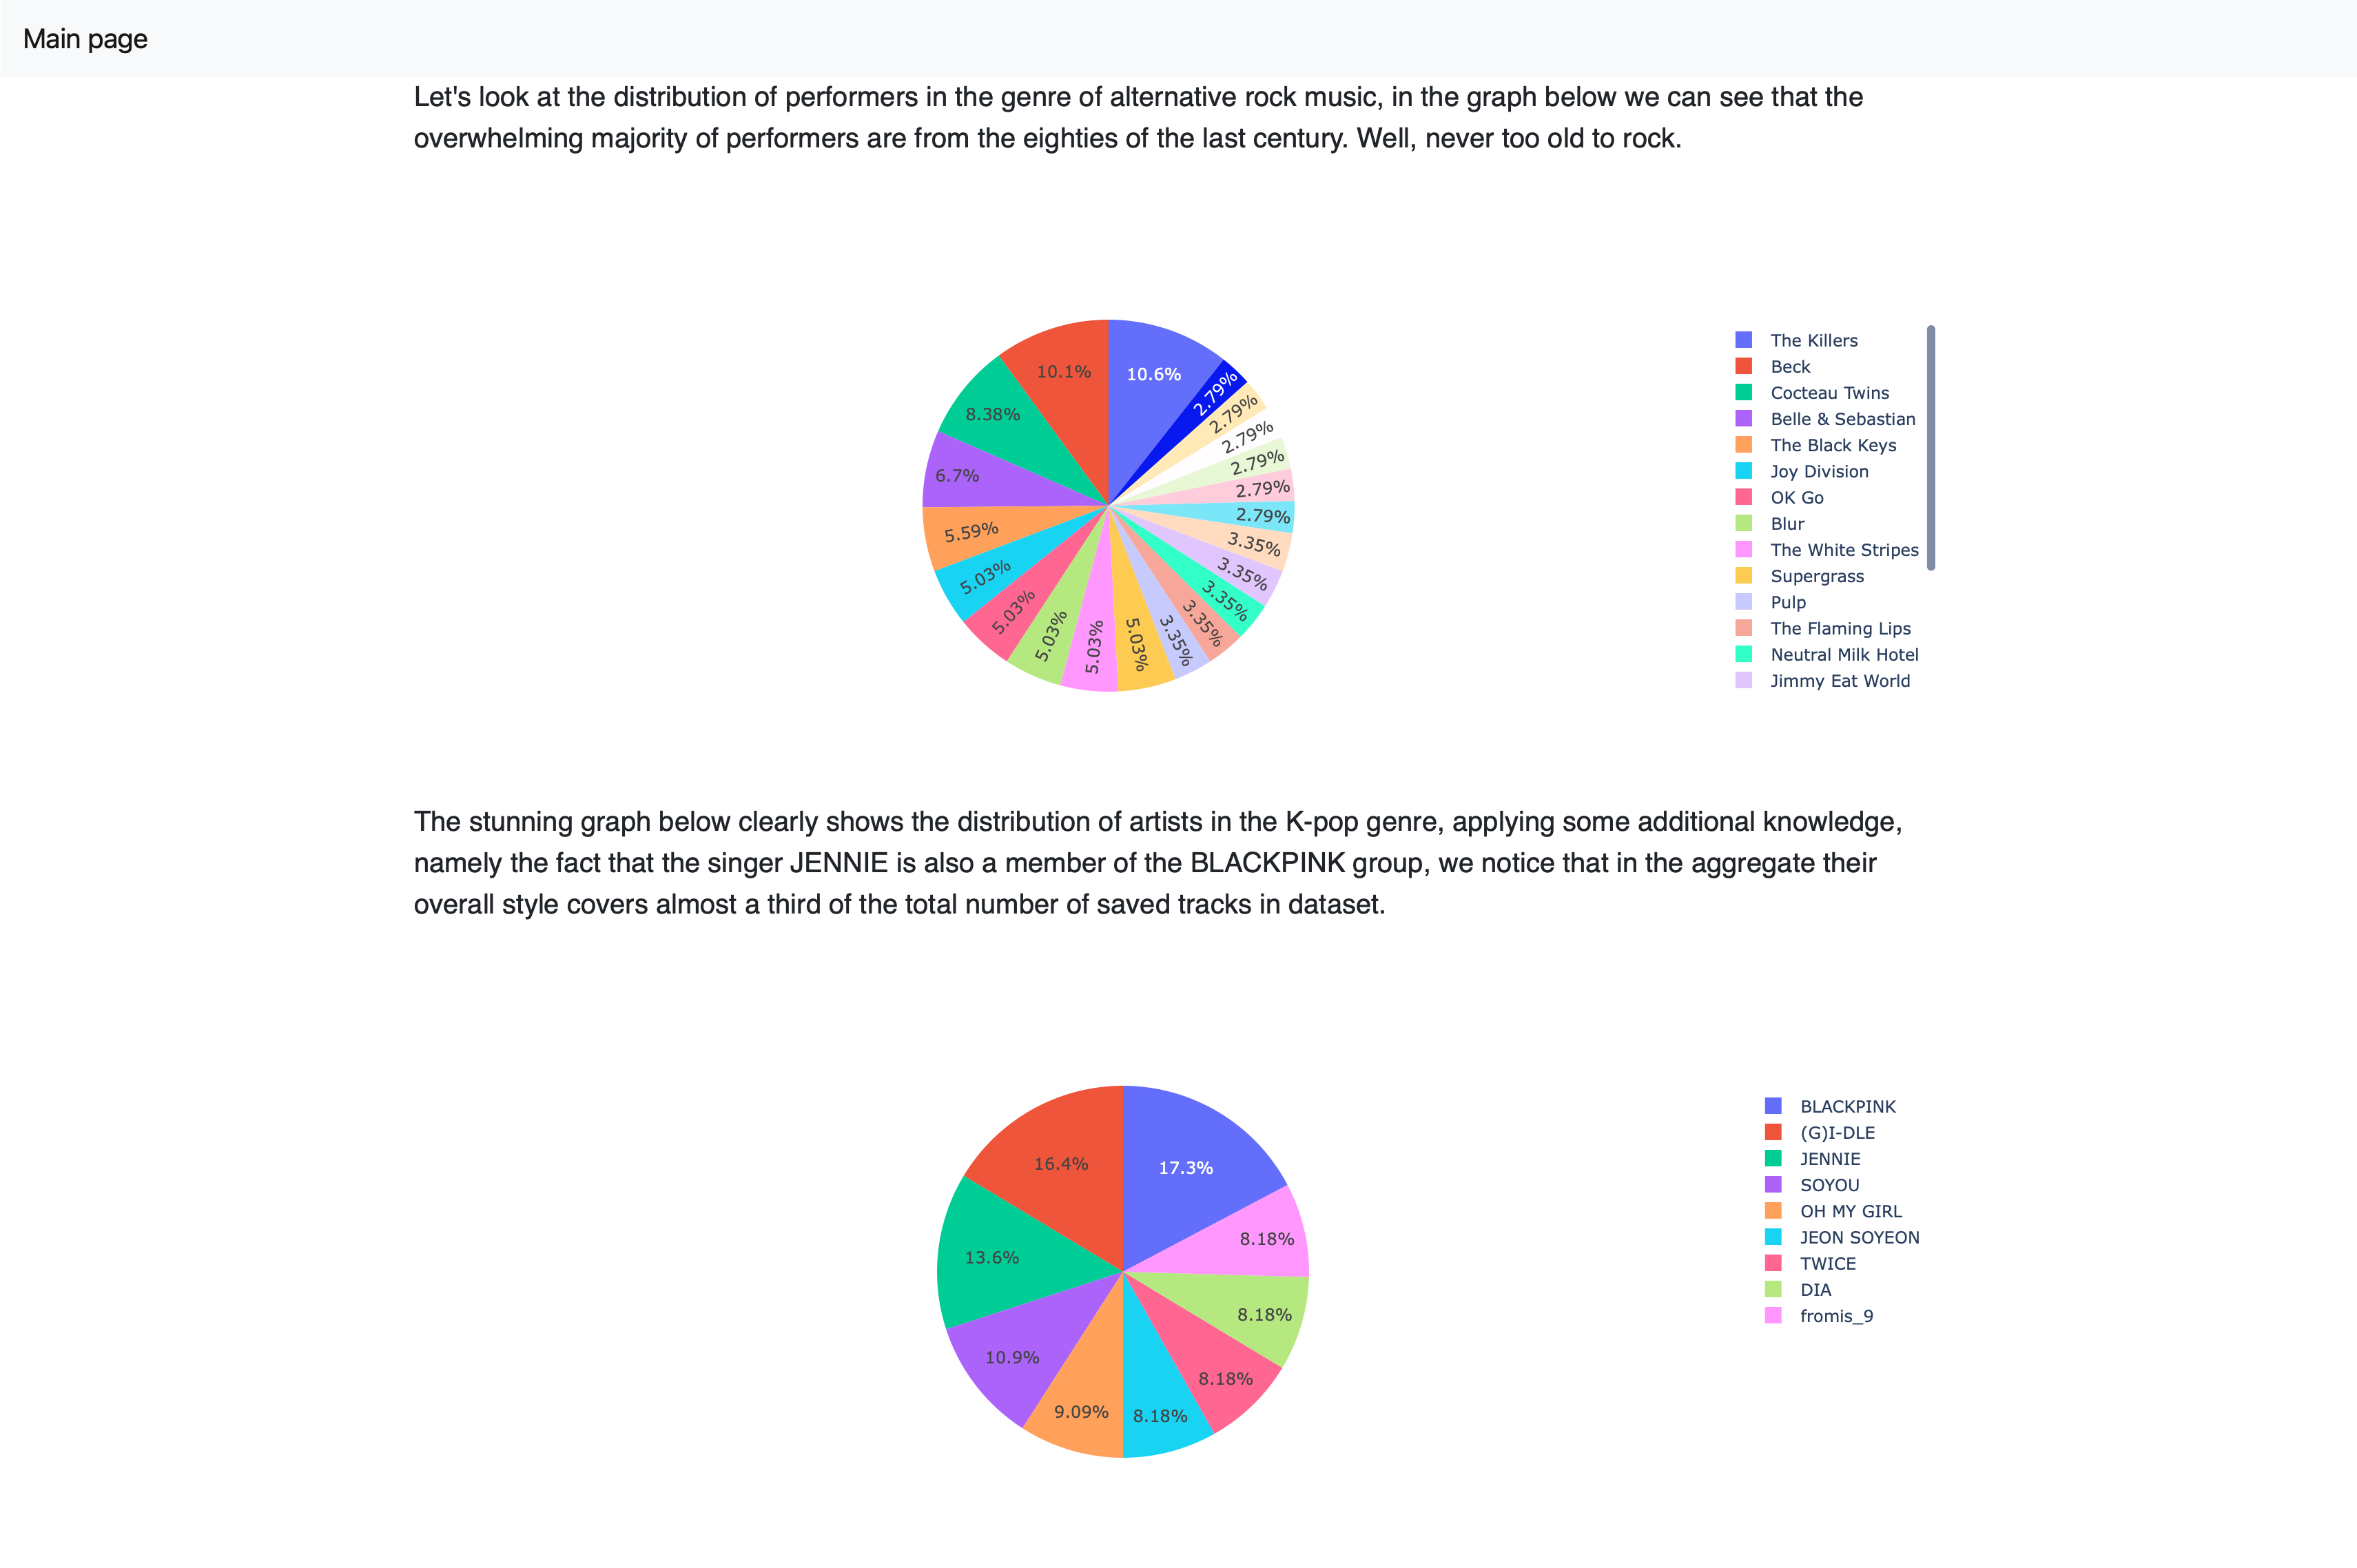 Main page
Let's look at the distribution of performers in the genre of alternative rock music, in the graph below we can see that the
overwhelming majority of performers are from the eighties of the last century. Well, never too old to rock.
10.1%
10.6%
2.79%
2.79%
2.79%
2.79%
2.79%
2.79%
3.35%
3.35%
3.35%
3.35%
3.35%
5.03%
5.03%
5.03%
5.03%
5.03%
5.59%
6.7%
8.38%
The Killers
Beck
Cocteau Twins
Belle & Sebastian
The Black Keys
Joy Division
OK Go
Blur
The White Stripes
Supergrass
Pulp
The Flaming Lips
Neutral Milk Hotel
Jimmy Eat World
The stunning graph below clearly shows the distribution of artists in the K-pop genre, applying some additional knowledge,
namely the fact that the singer JENNIE is also a member of the BLACKPINK group, we notice that in the aggregate their
overall style covers almost a third of the total number of saved tracks in dataset.
16.4%
17.3%
8.18%
8.18%
8.18%
8.18%
9.09%
10.9%
13.6%
BLACKPINK
(G)I-DLE
JENNIE
SOYOU
OH MY GIRL
JEON SOYEON
TWICE
DIA
fromis_9